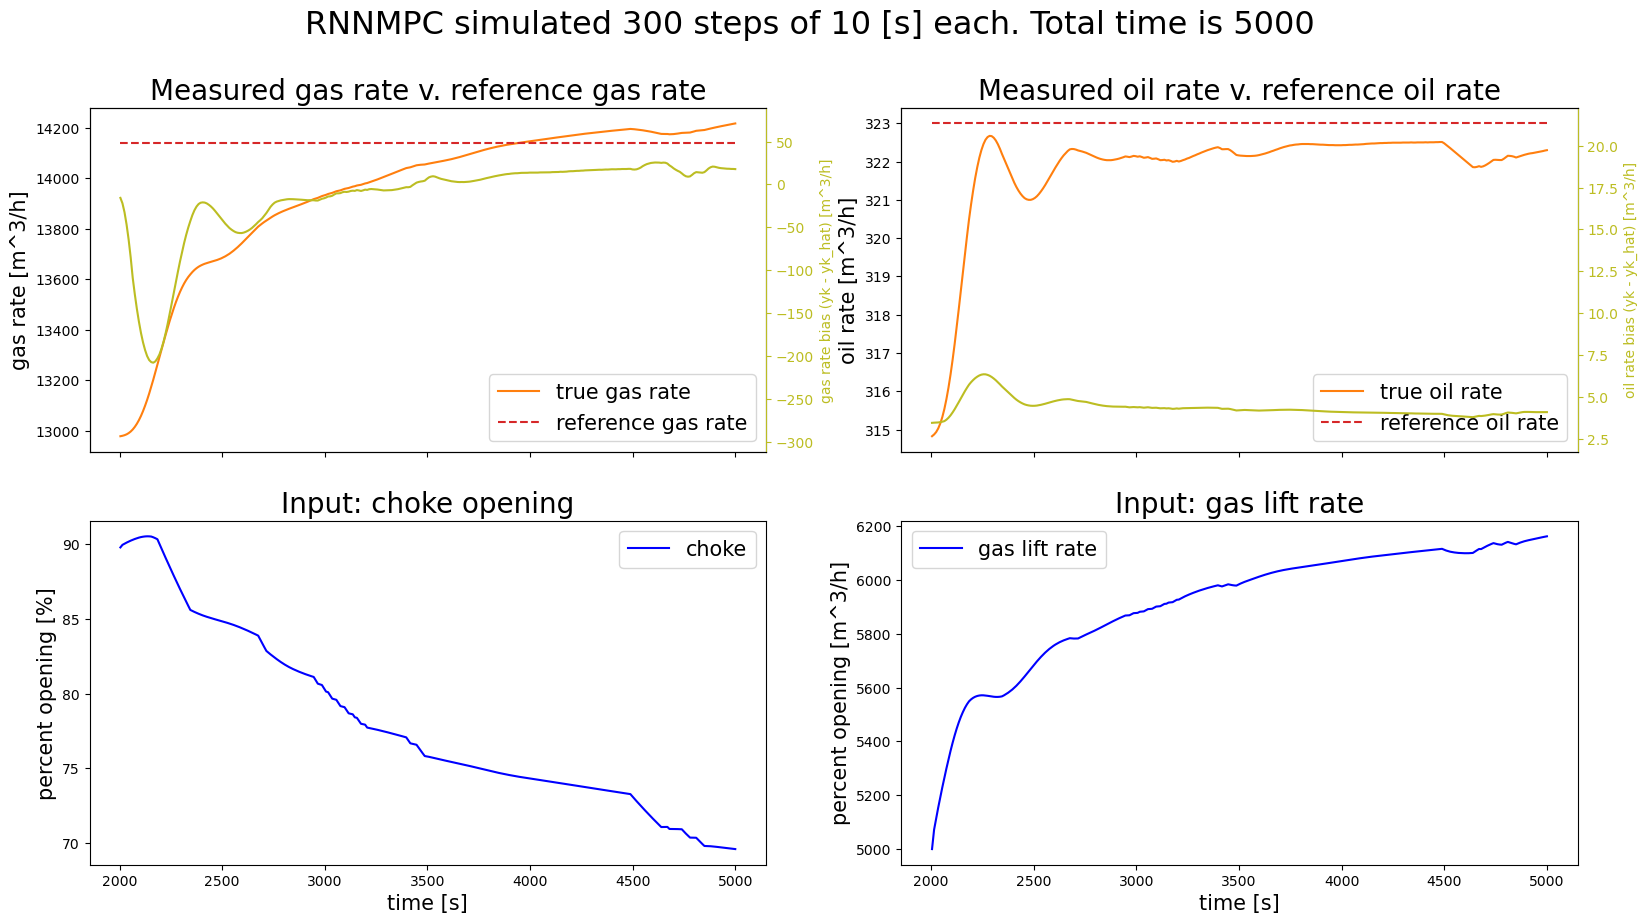 RNNMPC simulated 300 steps of 10 [s] each. Total time is 5000
Measured gas rate v. reference gas rate
gas rate [m^3/h]
14200
14000
13800
13600
13400
13200
13000
50
0
−50
−100
−150
−200
−250
−300
gas rate bias (yk - yk_hat) [m^3/h]
true gas rate
reference gas rate
Measured oil rate v. reference oil rate
oil rate [m^3/h]
323
322
321
320
319
318
317
316
315
20.0
17.5
15.0
12.5
10.0
7.5
5.0
2.5
oil rate bias (yk - yk_hat) [m^3/h]
true oil rate
reference oil rate
Input: choke opening
percent opening [%]
90
85
80
75
70
choke
2000 2500 3000 3500 4000 4500 5000
time [s]
Input: gas lift rate
percent opening [m^3/h]
6200
6000
5800
5600
5400
5200
5000
gas lift rate
2000 2500 3000 3500 4000 4500 5000
time [s]